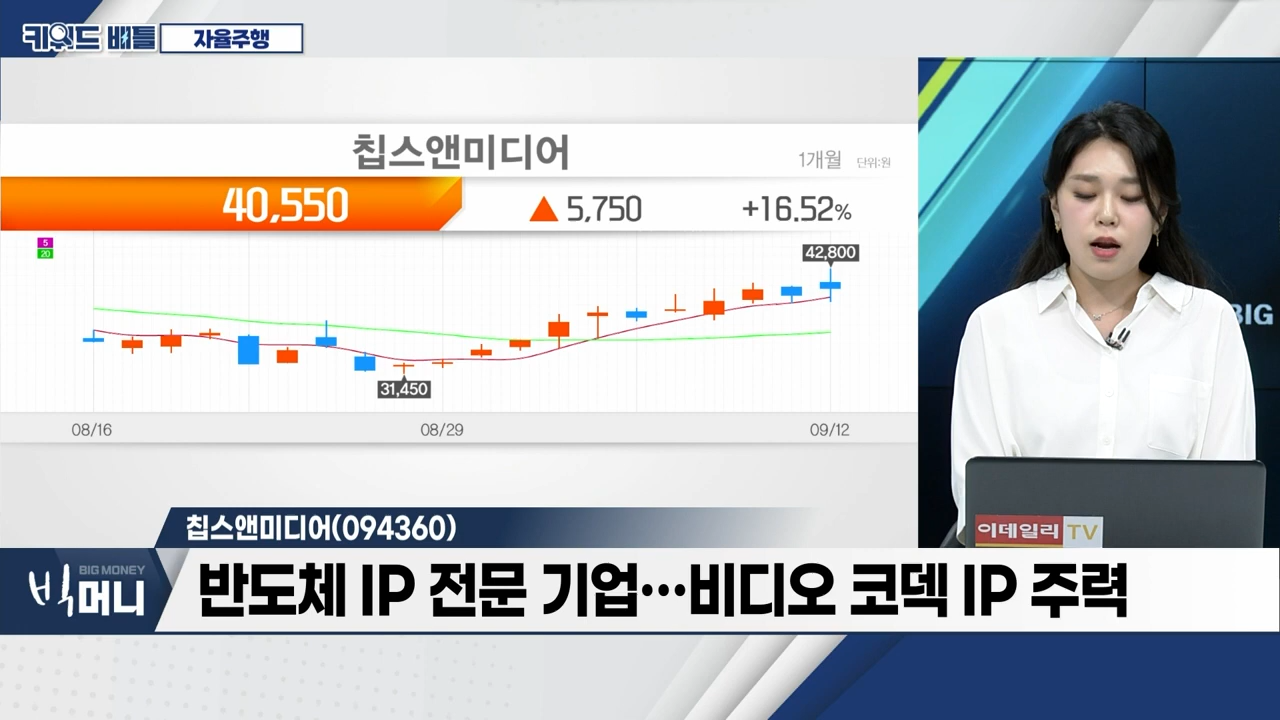 키워드 배틀 자율주행
칩스앤미디어
1개월 단위:원
40,550 ▲ 5,750 +16.52%
5
20
42,800
31,450
08/16 08/29 09/12
BIG
이데일리 TV
칩스앤미디어(094360)
BIG MONEY
빅머니
반도체 IP 전문 기업…비디오 코덱 IP 주력